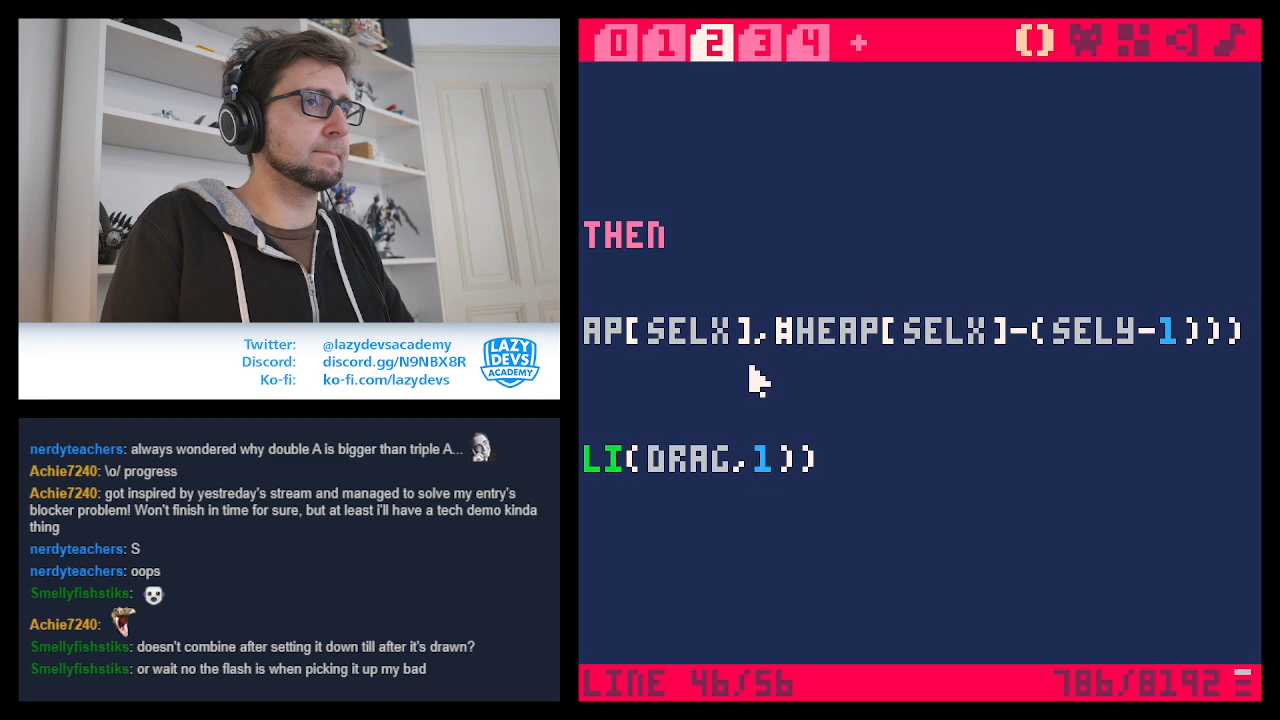 Twitter: @lazydevsacademy
Discord: discord.gg/N9NBX8R
Ko-fi: ko-fi.com/lazydevs
LAZY
DEVS
ACADEMY
nerdyteachers: always wondered why double A is bigger than triple A...
Achie7240: \o/ progress
Achie7240: got inspired by yestreday's stream and managed to solve my entry's
blocker problem! Won't finish in time for sure, but at least i'll have a tech demo kinda
thing
nerdyteachers: S
nerdyteachers: oops
Smellyfishstiks:
Achie7240:
Smellyfishstiks: doesn't combine after setting it down till after it's drawn?
Smellyfishstiks: or wait no the flash is when picking it up my bad
0 1 2 3 4 +
THEN
AP[SELX],#HEAP[SELX]-(SELY-1)))
LI(DRAG,1))
LINE 46/56
786/8192